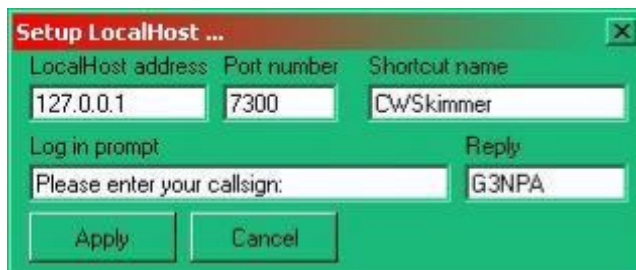 Setup LocalHost ...
LocalHost address Port number Shortcut name
127.0.0.1 7300 CWSkimmer
Log in prompt Reply
Please enter your callsign: G3NPA
Apply Cancel